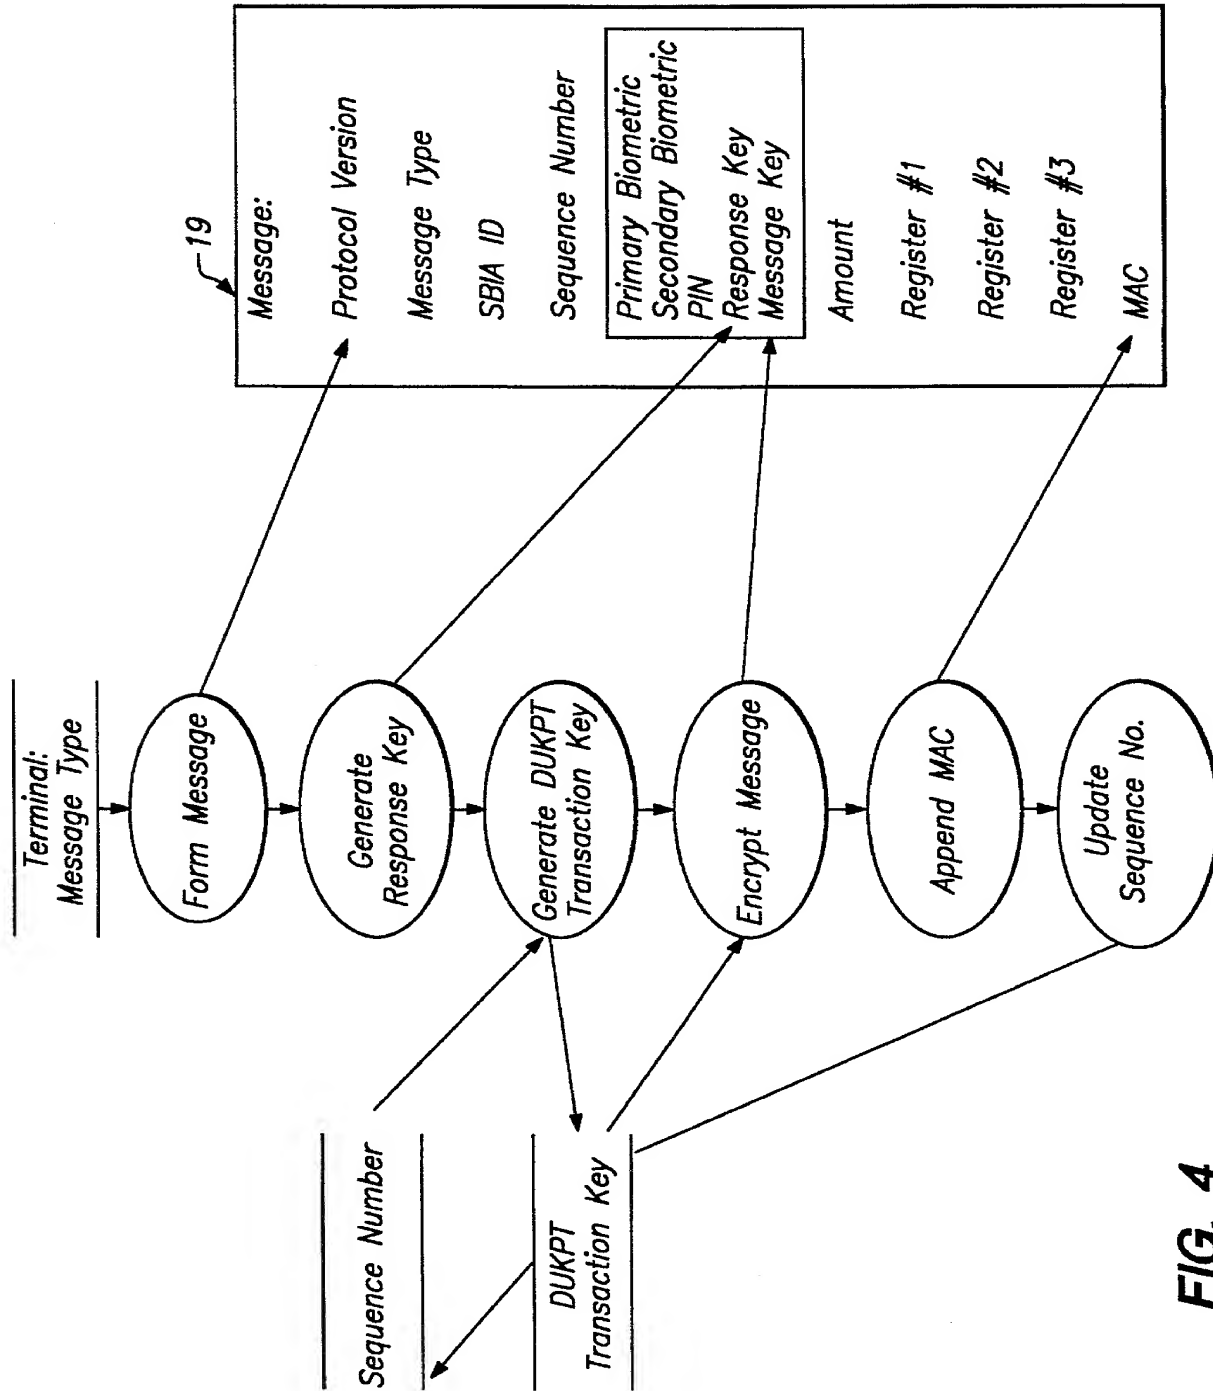 Terminal:
Message Type
Form Message
Generate
Response Key
Generate DUKPT
Transaction Key
Encrypt Message
Append MAC
Update
Sequence No.
Sequence Number
DUKPT
Transaction Key
19
Message:
Protocol Version
Message Type
SBIA ID
Sequence Number
Primary Biometric
Secondary Biometric
PIN
Response Key
Message Key
Amount
Register #1
Register #2
Register #3
MAC
FIG. 4